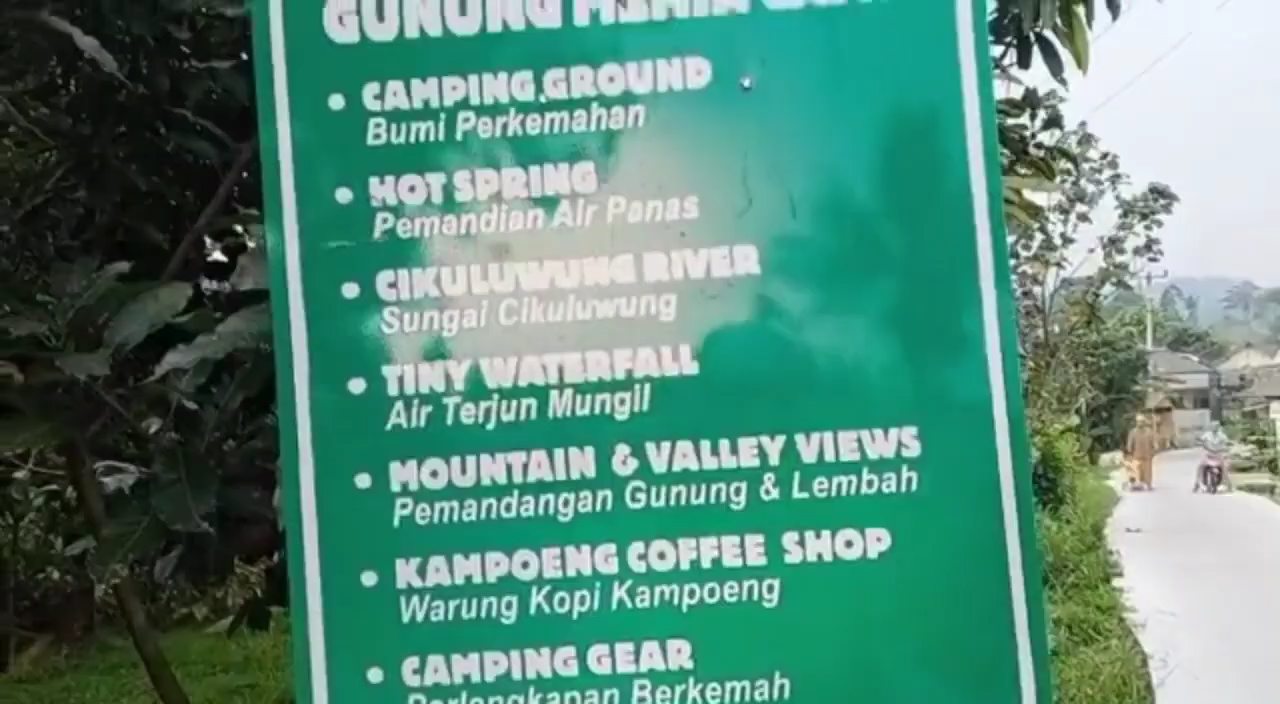 GUNUNG
• CAMPING GROUND
Bumi Perkemahan
• HOT SPRING
Pemandian Air Panas
• CIKULUWUNG RIVER
Sungai Cikuluwung
• TINY WATERFALL
Air Terjun Mungil
• MOUNTAIN & VALLEY VIEWS
Pemandangan Gunung & Lembah
• KAMPOENG COFFEE SHOP
Warung Kopi Kampoeng
• CAMPING GEAR
Perlengkapan Berkemah